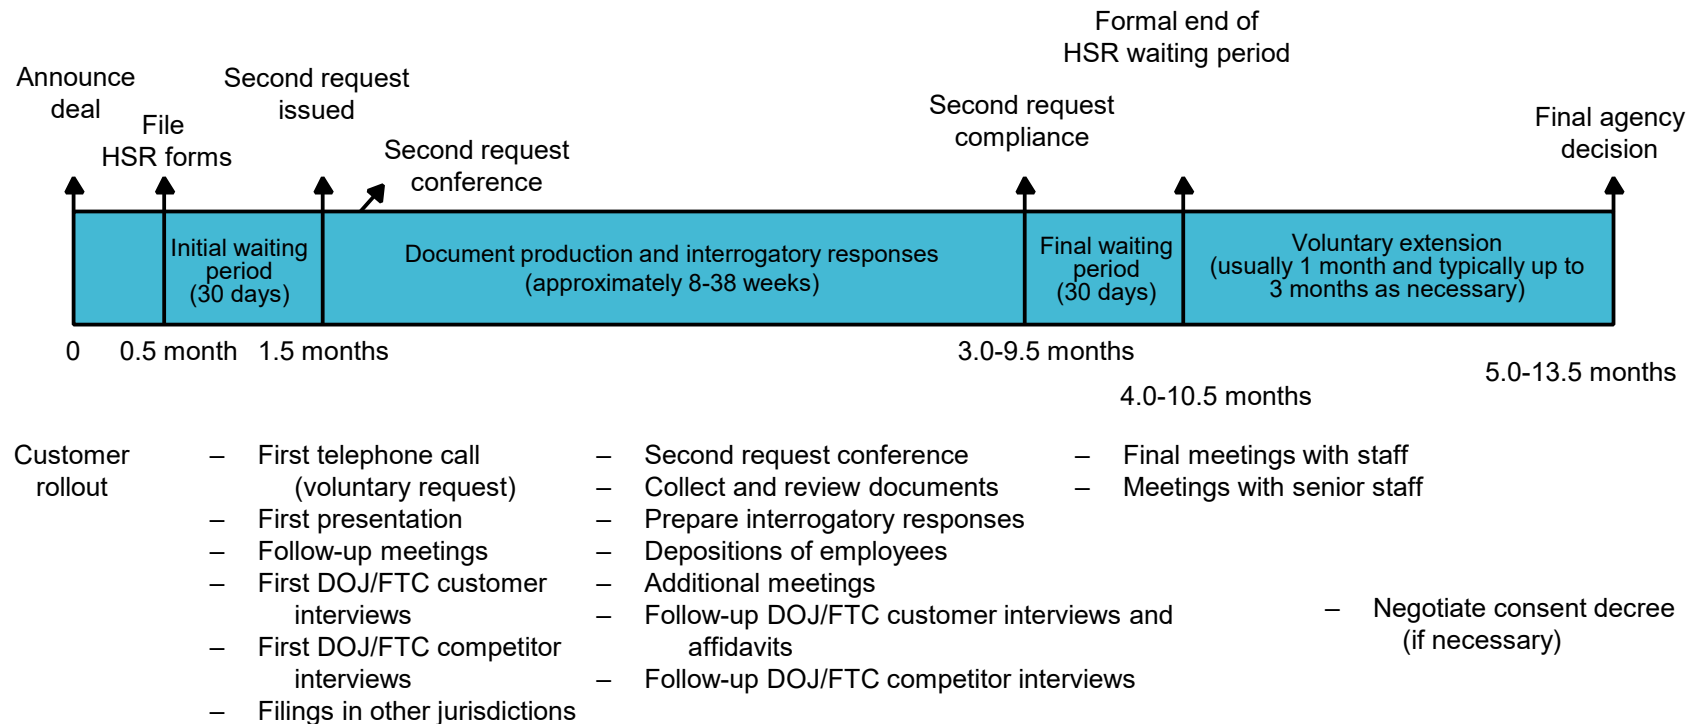 Announce
deal
File
HSR forms
Second request
issued
Second request
conference
Second request
compliance
Formal end of
HSR waiting period
Final agency
decision
Initial waiting
period
(30 days)
Document production and interrogatory responses
(approximately 8-38 weeks)
Final waiting
period
(30 days)
Voluntary extension
(usually 1 month and typically up to
3 months as necessary)
0
0.5 month
1.5 months
3.0-9.5 months
4.0-10.5 months
5.0-13.5 months
Customer
rollout
– First telephone call
(voluntary request)
– First presentation
– Follow-up meetings
– First DOJ/FTC customer
interviews
– First DOJ/FTC competitor
interviews
– Filings in other jurisdictions
– Second request conference
– Collect and review documents
– Prepare interrogatory responses
– Depositions of employees
– Additional meetings
– Follow-up DOJ/FTC customer interviews and
affidavits
– Follow-up DOJ/FTC competitor interviews
– Final meetings with staff
– Meetings with senior staff
– Negotiate consent decree
(if necessary)